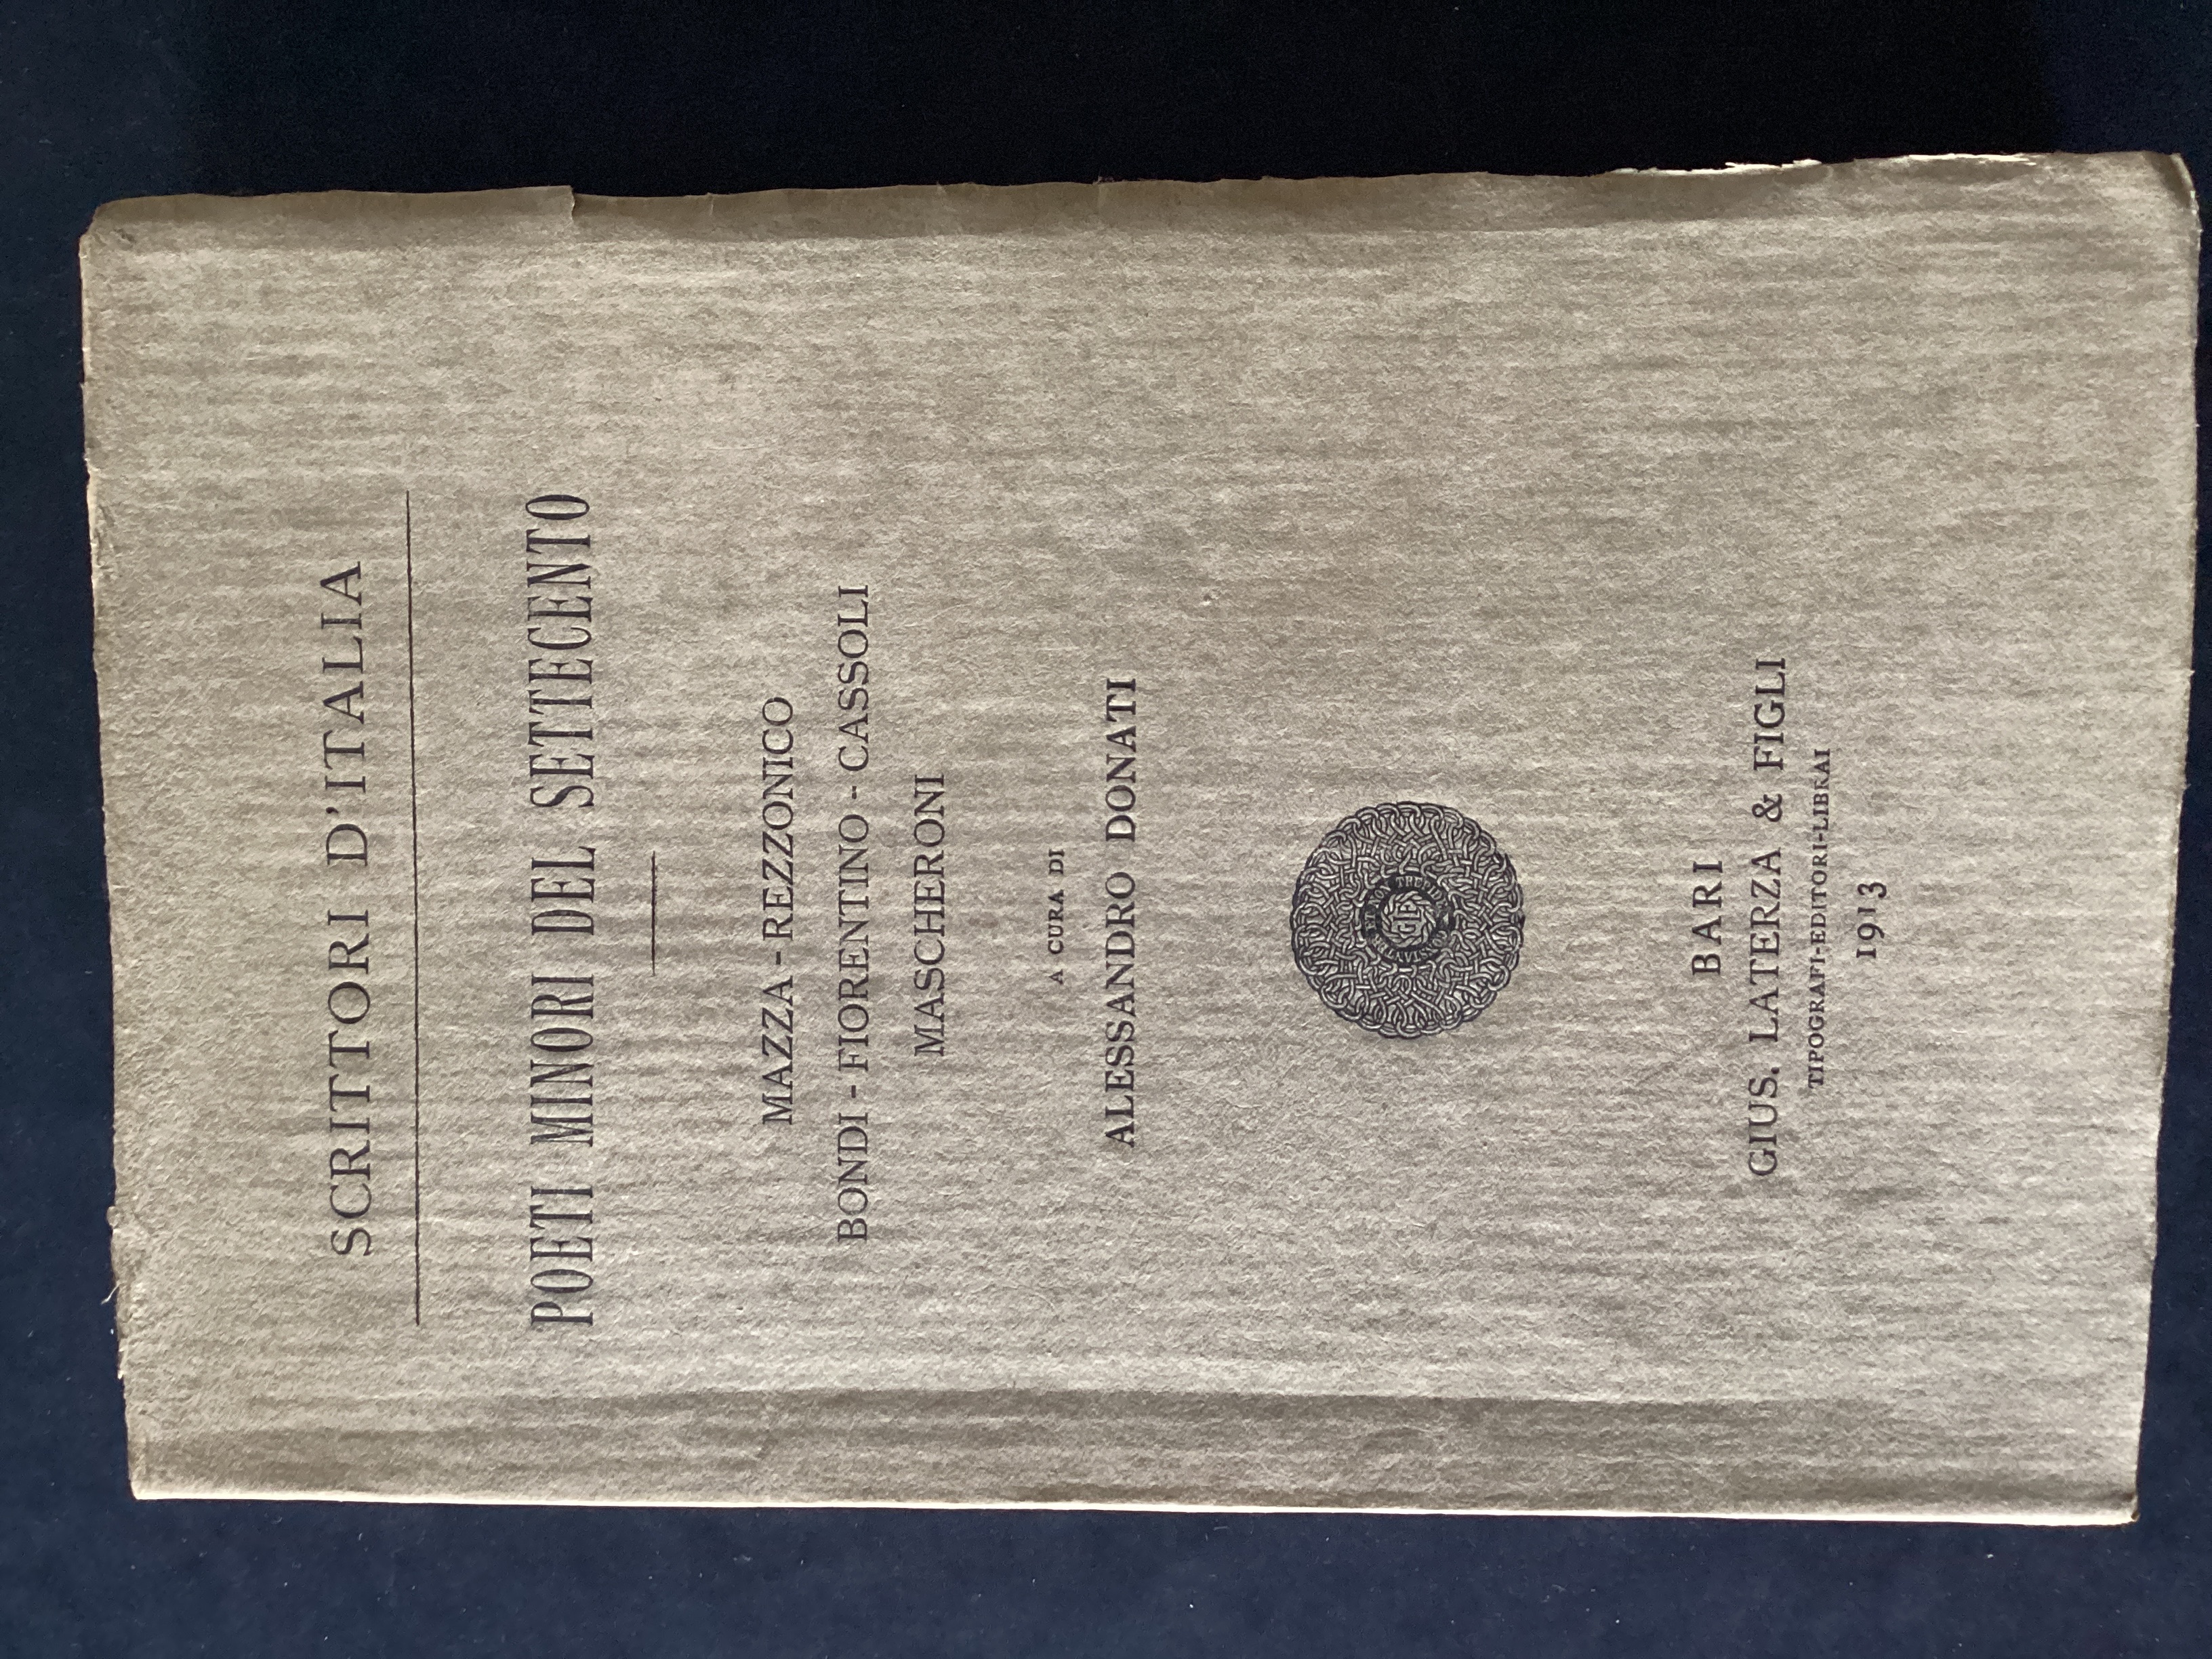 SCRITTORI D'ITALIA
POETI MINORI DEL SETTECENTO
MAZZA - REZZONICO
BONDI - FIORENTINO - CASSOLI
MASCHERONI
A CURA DI
ALESSANDRO DONATI
GLF
BARI
GIUS. LATERZA & FIGLI
TIPOGRAFI-EDITORI-LIBRAI
1913